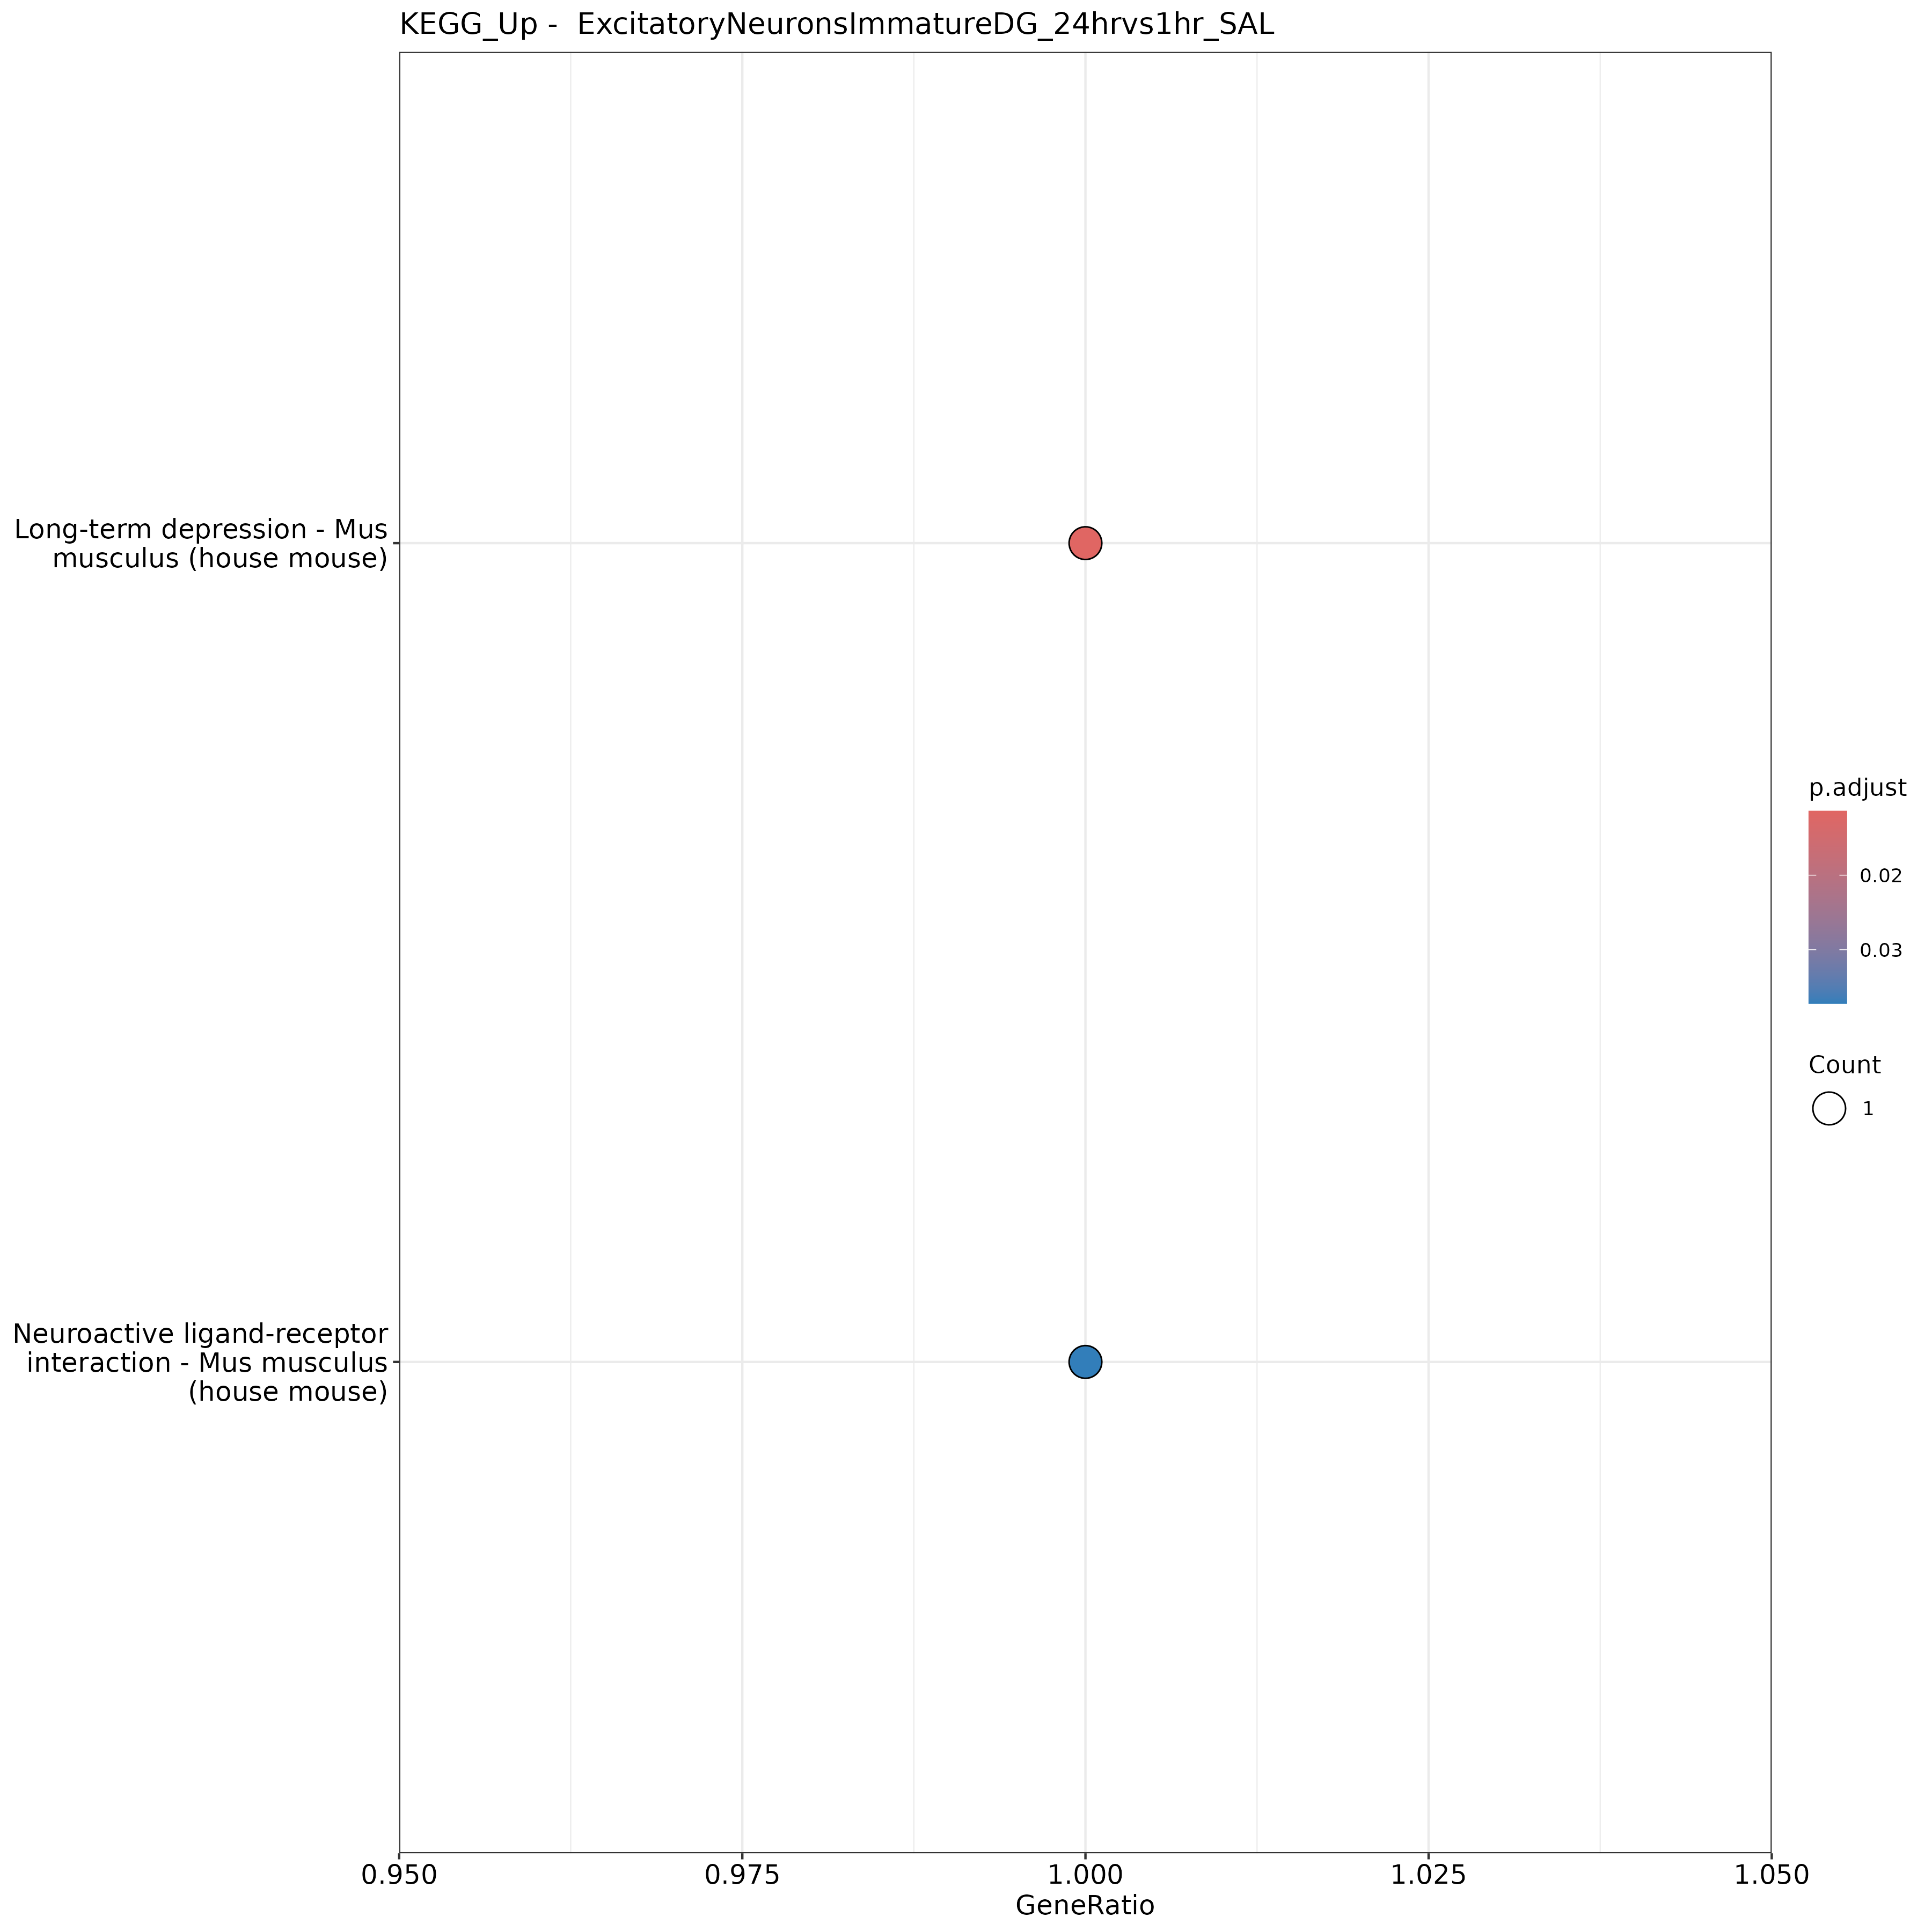 KEGG_Up -  ExcitatoryNeuronsImmatureDG_24hrvs1hr_SAL
Long-term depression - Mus
musculus (house mouse)
Neuroactive ligand-receptor
interaction - Mus musculus
(house mouse)
0.950
0.975
1.000
1.025
1.050
GeneRatio
p.adjust
0.02
0.03
Count
1